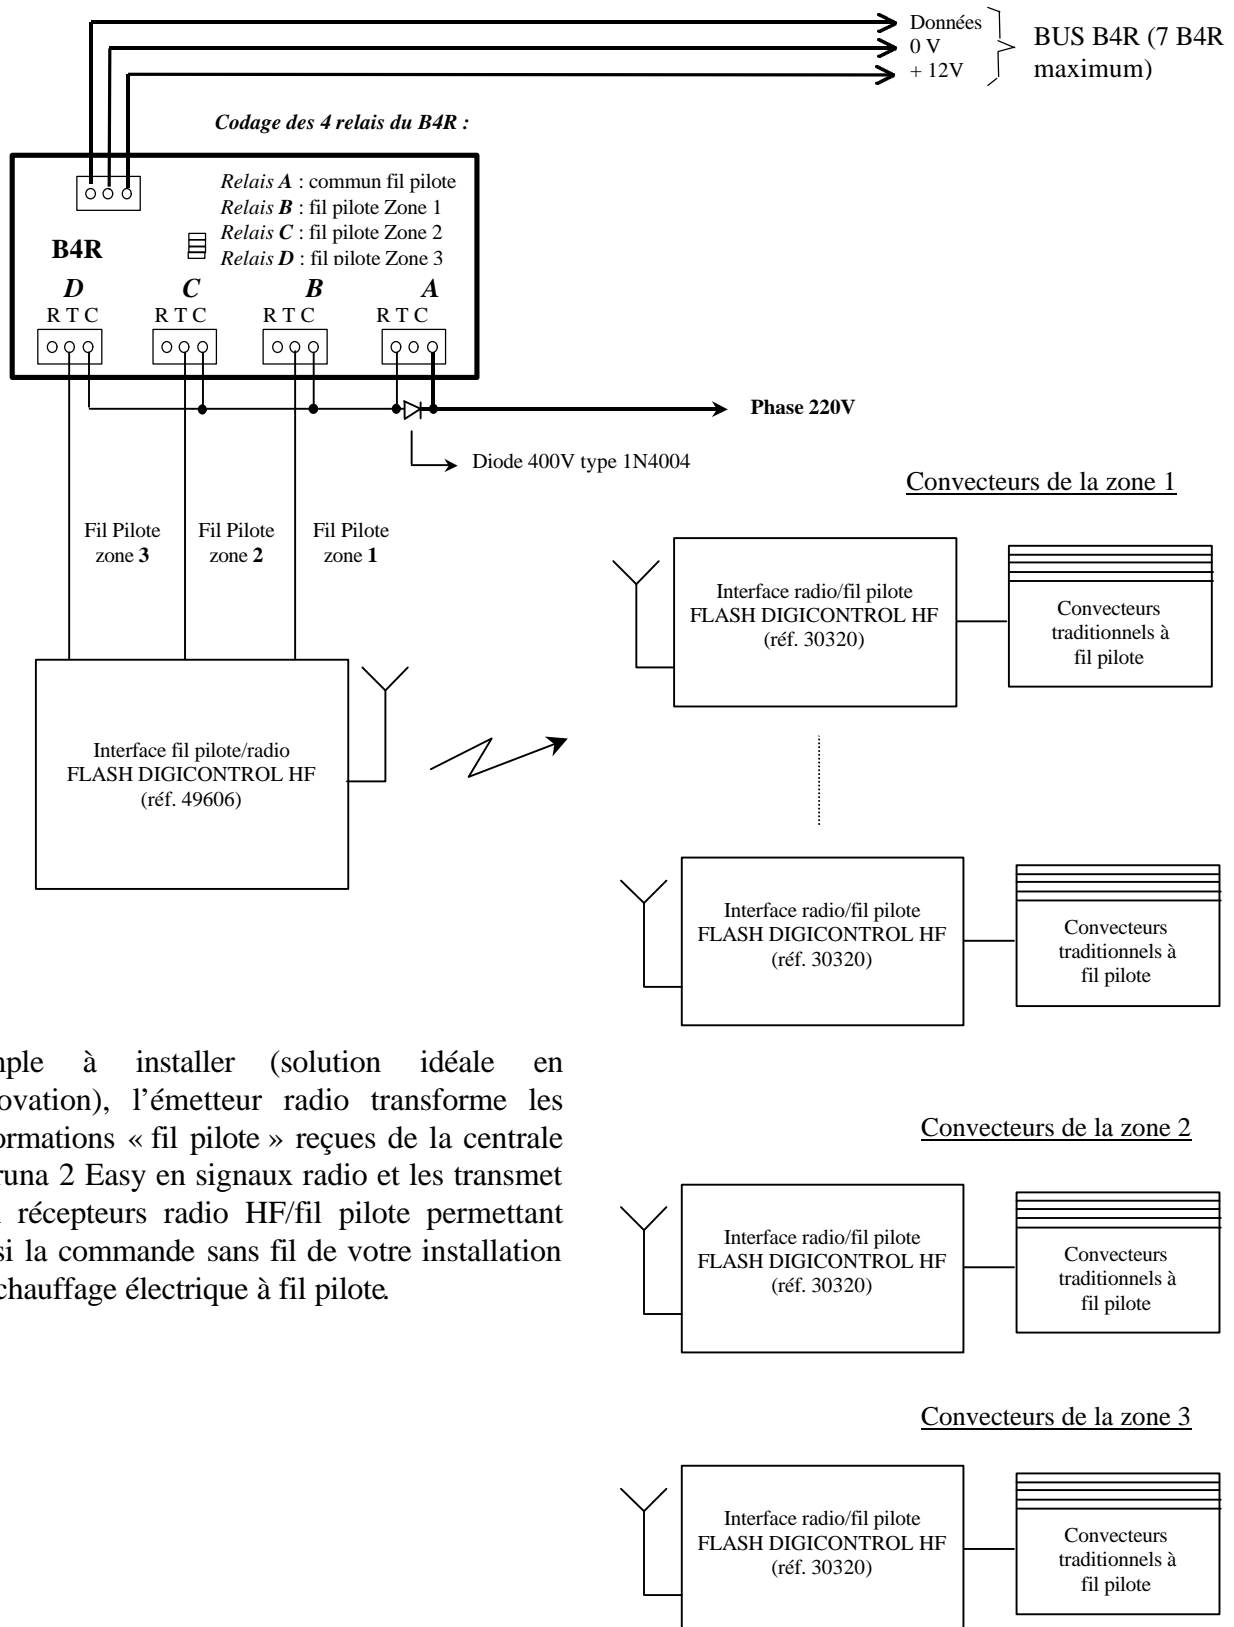 Données
0 V
+ 12V
BUS B4R (7 B4R
maximum)
Codage des 4 relais du B4R :
Relais A : commun fil pilote
Relais B : fil pilote Zone 1
Relais C : fil pilote Zone 2
Relais D : fil pilote Zone 3
B4R
D C B A
R T C R T C R T C R T C
Phase 220V
Diode 400V type 1N4004
Fil Pilote
zone 3
Fil Pilote
zone 2
Fil Pilote
zone 1
Interface fil pilote/radio
FLASH DIGICONTROL HF
(réf. 49606)
Convecteurs de la zone 1
Interface radio/fil pilote
FLASH DIGICONTROL HF
(réf. 30320)
Convecteurs
traditionnels à
fil pilote
Interface radio/fil pilote
FLASH DIGICONTROL HF
(réf. 30320)
Convecteurs
traditionnels à
fil pilote
à installer (solution idéale en
l'émetteur radio transforme les
« fil pilote » reçues de la centrale
2 Easy en signaux radio et les transmet
récepteurs radio HF/fil pilote permettant
la commande sans fil de votre installation
chauffage électrique à fil pilote.
Convecteurs de la zone 2
Interface radio/fil pilote
FLASH DIGICONTROL HF
(réf. 30320)
Convecteurs
traditionnels à
fil pilote
Convecteurs de la zone 3
Interface radio/fil pilote
FLASH DIGICONTROL HF
(réf. 30320)
Convecteurs
traditionnels à
fil pilote